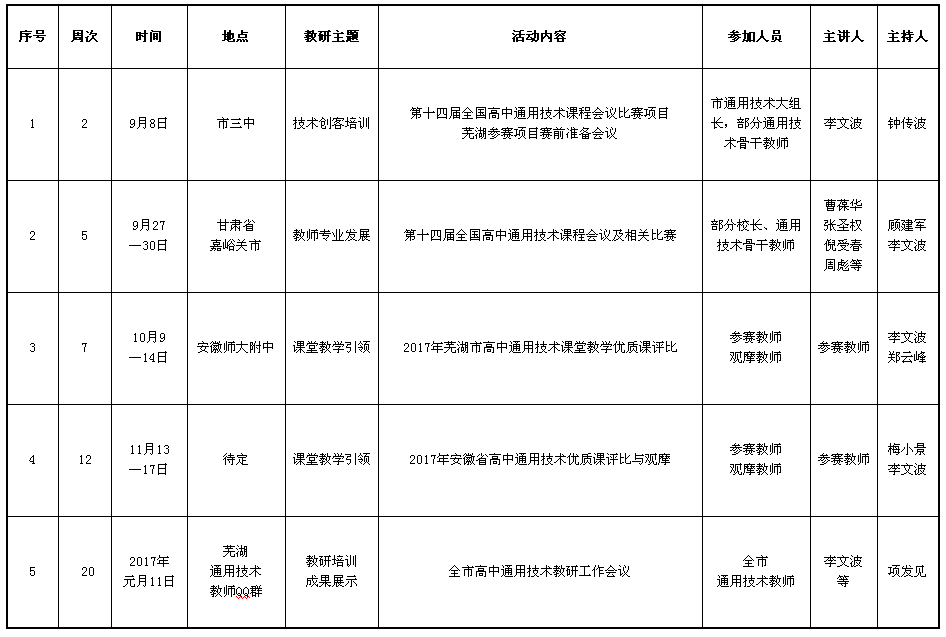 序号 周次 时间 地点 教研主题 活动内容 参加人员 主讲人 主持人
1 2 9月8日 市三中 技术创客培训
第十四届全国高中通用技术课程会议比赛项目
芜湖参赛项目赛前准备会议
市通用技术大组
长，部分通用技
术骨干教师
李文波 钟传波
2 5
9月27
—30日
甘肃省
嘉峪关市
教师专业发展 第十四届全国高中通用技术课程会议及相关比赛
部分校长、通用
技术骨干教师
曹葆华
张圣权
倪受春
周彪等
顾建军
李文波
3 7
10月9
—14日
安徽师大附中 课堂教学引领 2017年芜湖市高中通用技术课堂教学优质课评比
参赛教师
观摩教师
参赛教师
李文波
郑云峰
4 12
11月13
—17日
待定 课堂教学引领 2017年安徽省高中通用技术优质课评比与观摩
参赛教师
观摩教师
参赛教师
梅小景
李文波
5 20
2017年
元月11日
芜湖
通用技术
教师QQ群
教研培训
成果展示
全市高中通用技术教研工作会议
全市
通用技术教师
李文波
等
项发见